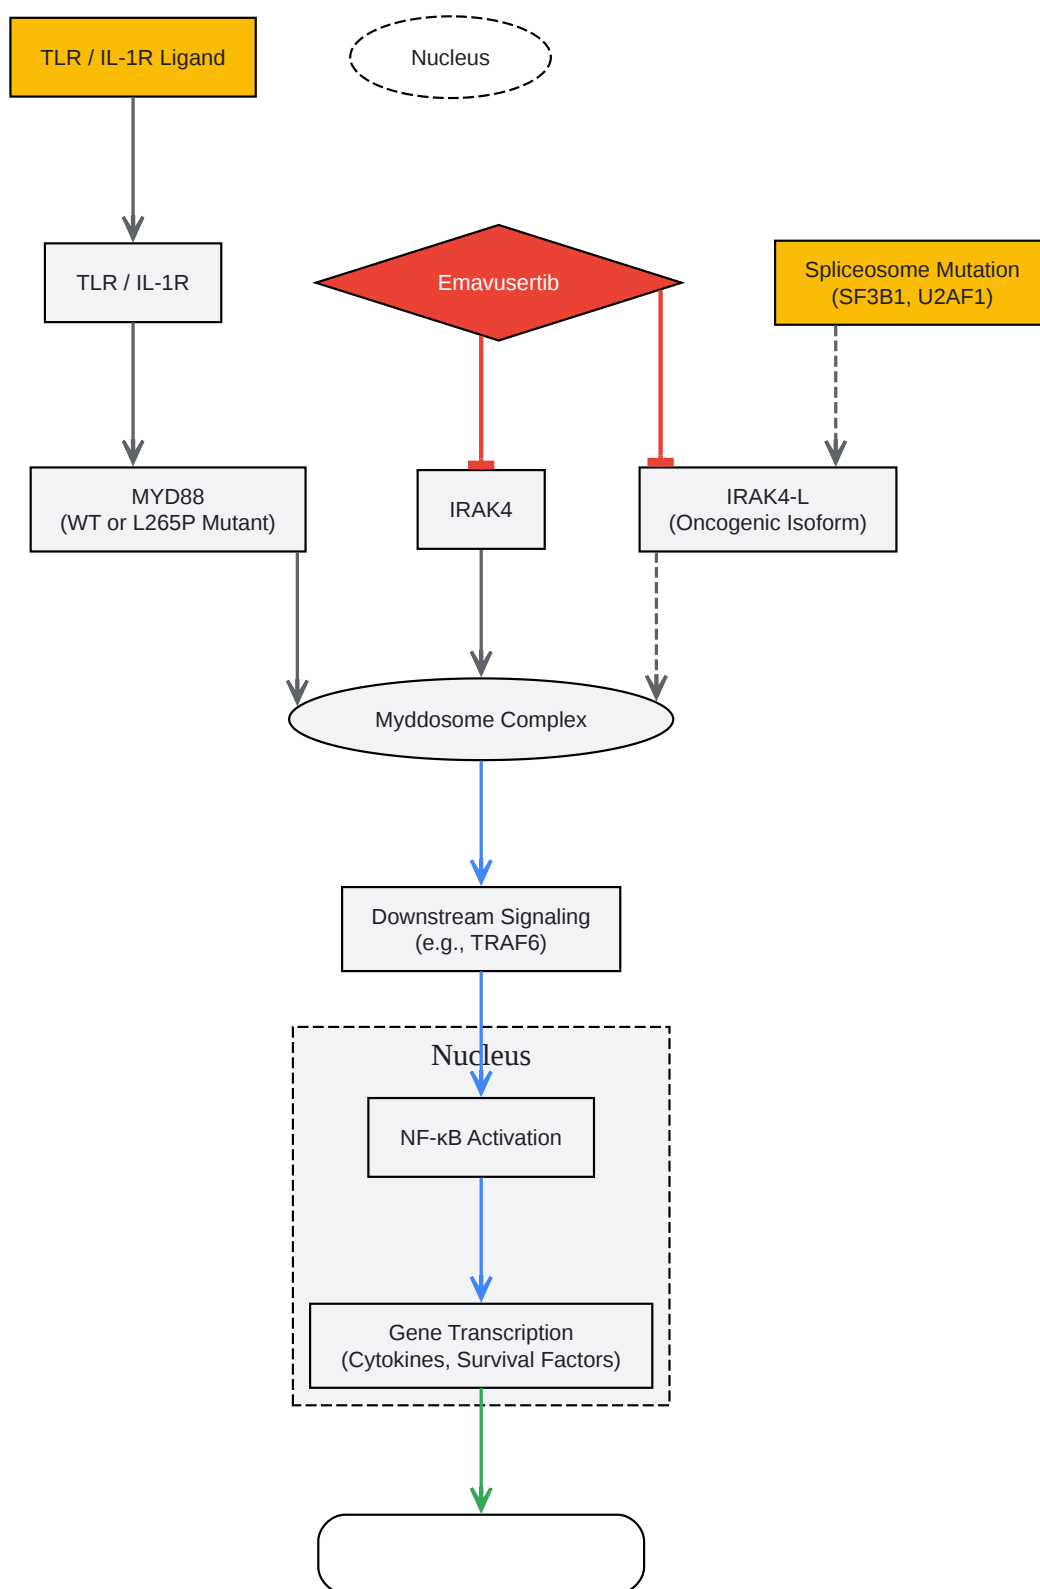 TLR / IL-1R Ligand
Nucleus
TLR / IL-1R
Emavusertib
Spliceosome Mutation
(SF3B1, U2AF1)
MYD88
(WT or L265P Mutant)
IRAK4
IRAK4-L
(Oncogenic Isoform)
Myddosome Complex
Downstream Signaling
(e.g., TRAF6)
Nucleus
NF-κB Activation
Gene Transcription
(Cytokines, Survival Factors)